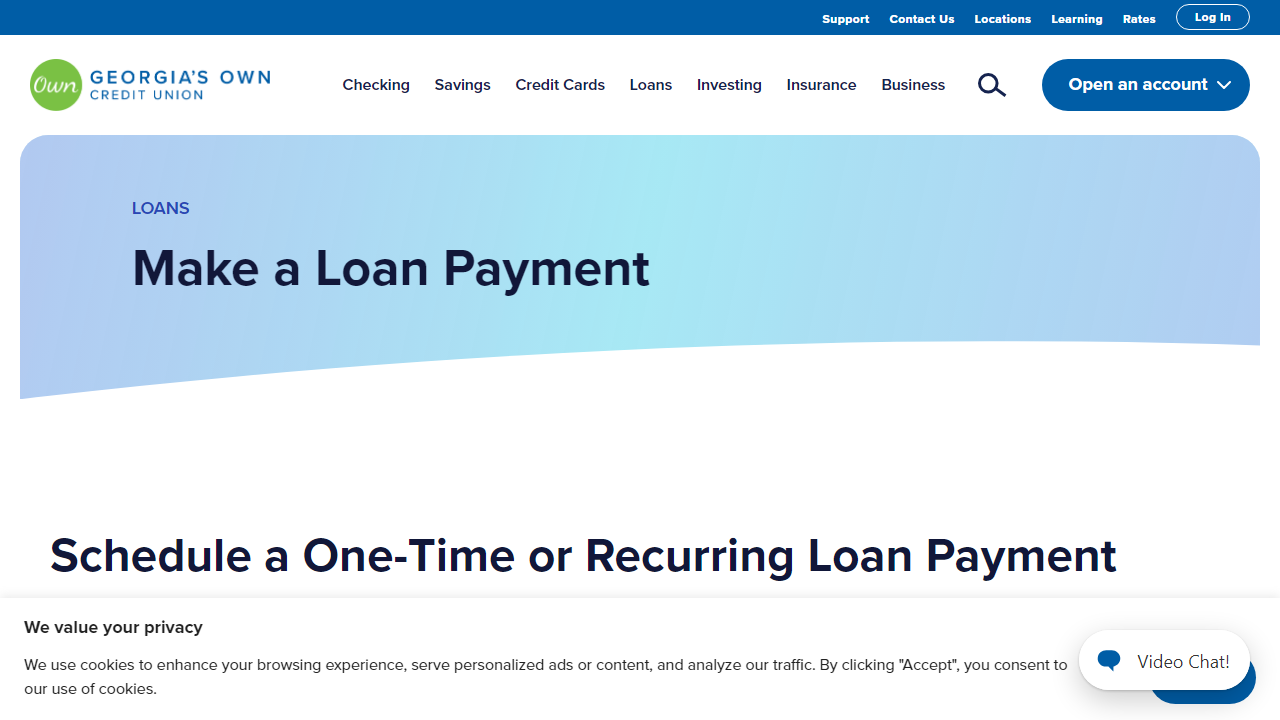 Support Contact Us Locations Learning Rates Log In
Own GEORGIA'S OWN
CREDIT UNION
Checking Savings Credit Cards Loans Investing Insurance Business Open an account
LOANS
Make a Loan Payment
Schedule a One-Time or Recurring Loan Payment
We value your privacy
We use cookies to enhance your browsing experience, serve personalized ads or content, and analyze our traffic. By clicking "Accept", you consent to
our use of cookies.
Video Chat!